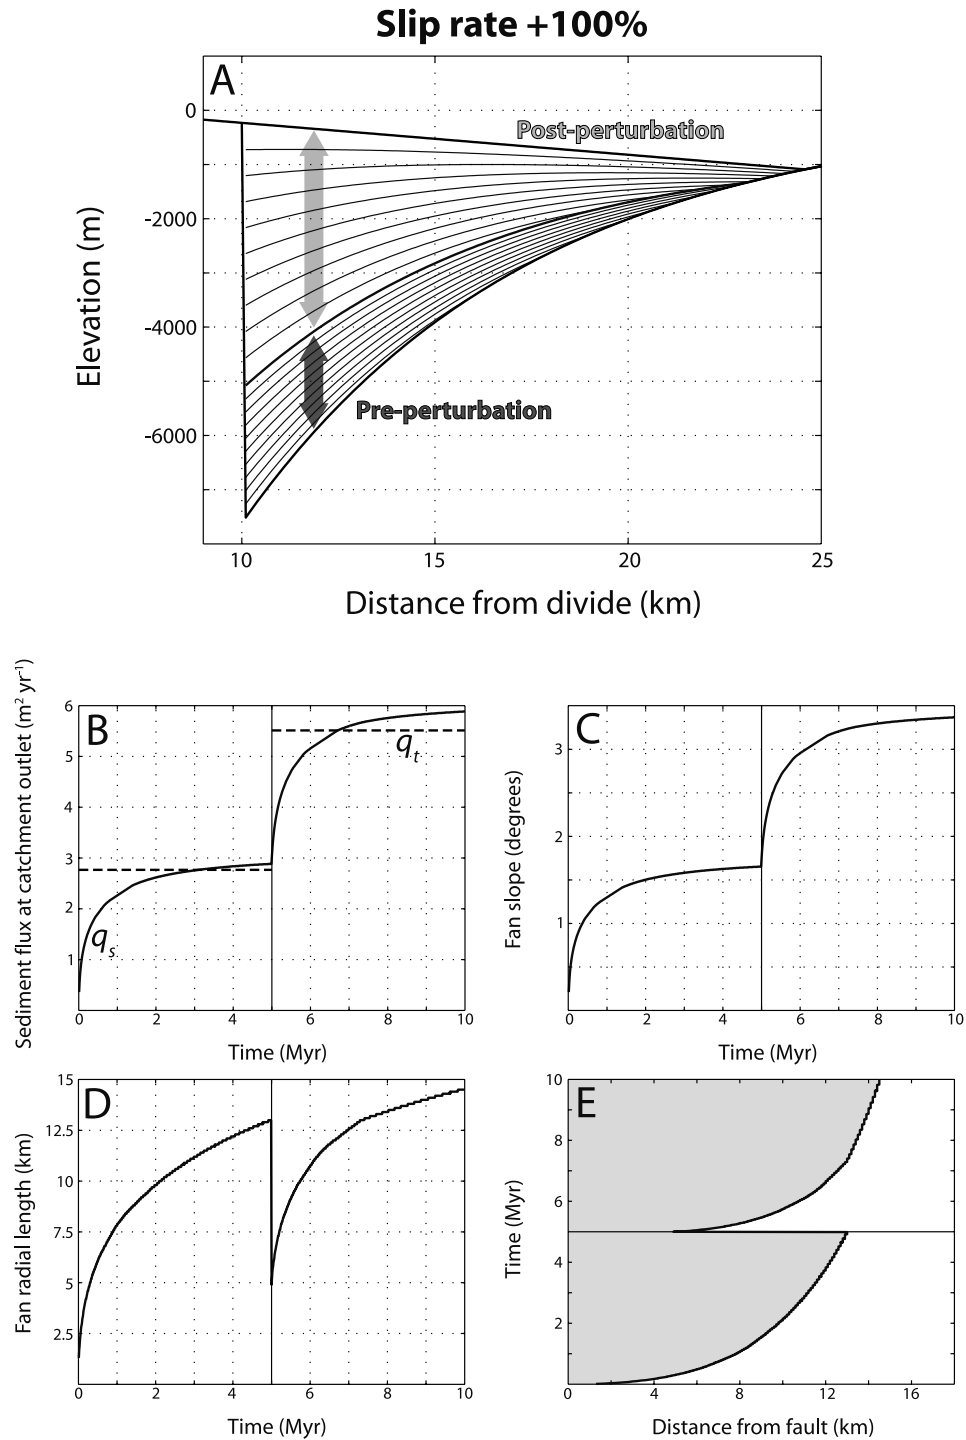 Slip rate +100%
A
Post-perturbation
Pre-perturbation
0
-2000
-4000
-6000
Elevation (m)
10 15 20 25
Distance from divide (km)
B
q_t
q_s
6
5
4
3
2
1
Sediment flux at catchment outlet (m² yr⁻¹)
0 2 4 6 8 10
Time (Myr)
C
3
2
1
Fan slope (degrees)
0 2 4 6 8 10
Time (Myr)
D
15
12.5
10
7.5
5
2.5
Fan radial length (km)
0 2 4 6 8 10
Time (Myr)
E
10
8
6
4
2
Time (Myr)
0 4 8 12 16
Distance from fault (km)